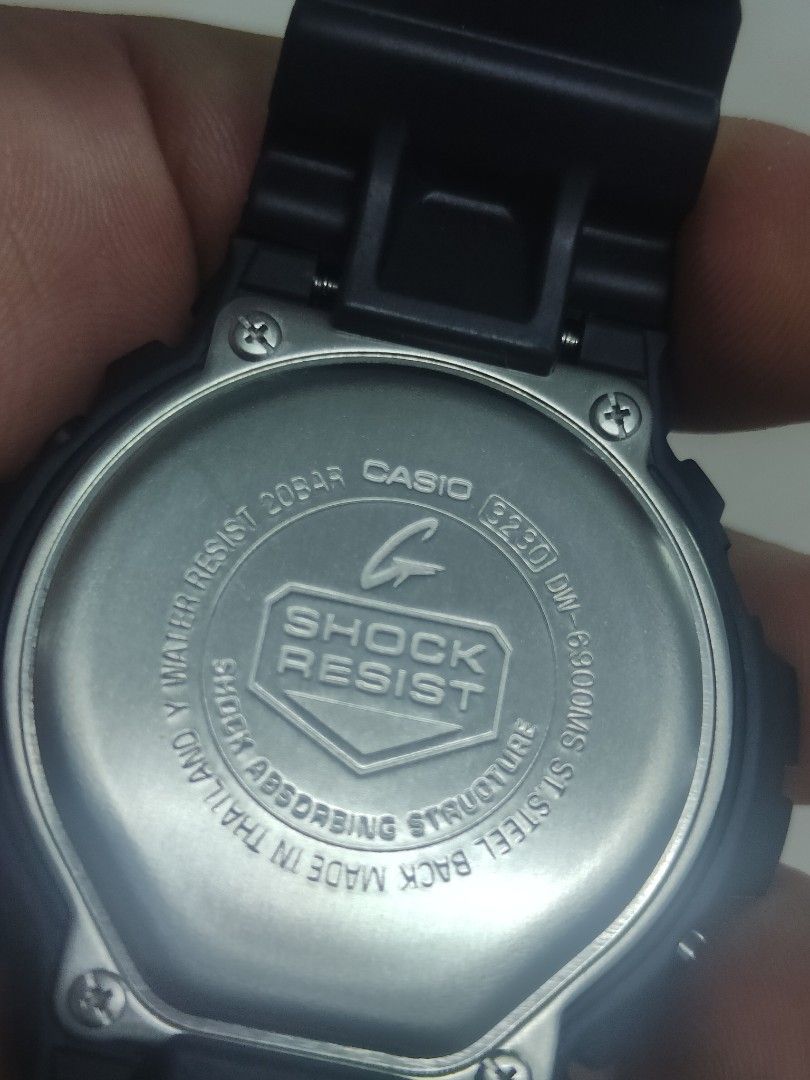 CASIO 3230 DW-6900MS ST.STEEL BACK MADE IN THAILAND Y WATER RESIST 20BAR
G
SHOCK
RESIST
SHOCK ABSORBING STRUCTURE